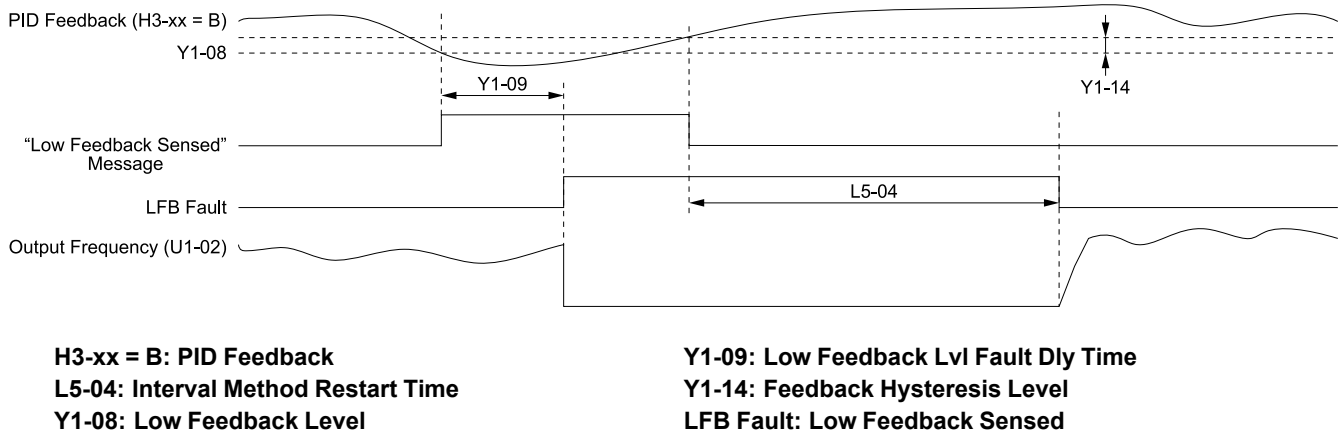 PID Feedback (H3-xx = B)
Y1-08
Y1-09
Y1-14
“Low Feedback Sensed”
Message
L5-04
LFB Fault
Output Frequency (U1-02)
H3-xx = B: PID Feedback
L5-04: Interval Method Restart Time
Y1-08: Low Feedback Level
Y1-09: Low Feedback Lvl Fault Dly Time
Y1-14: Feedback Hysteresis Level
LFB Fault: Low Feedback Sensed